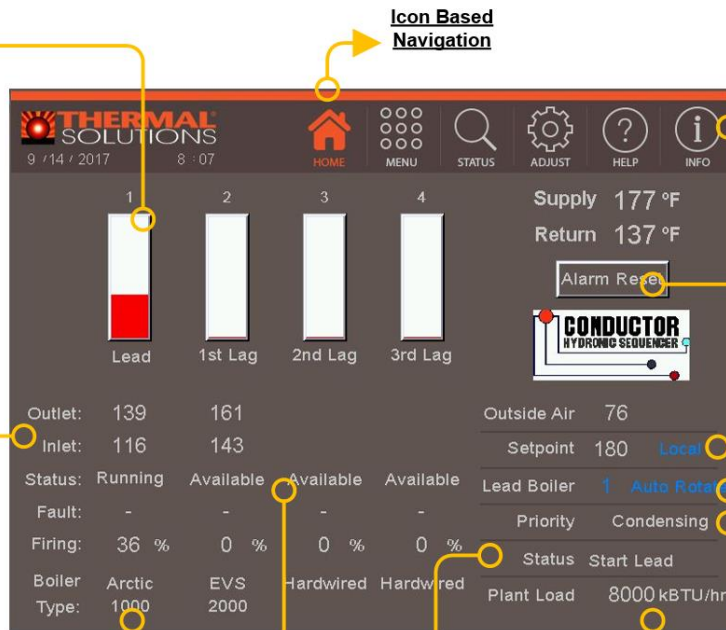 Icon Based
Navigation
THERMAL
SOLUTIONS
9 / 14 / 2017 8 : 07
HOME MENU STATUS ADJUST HELP INFO
1 2 3 4
Supply 177 °F
Return 137 °F
Alarm Reset
CONDUCTOR
HYDRONIC SEQUENCER
Lead 1st Lag 2nd Lag 3rd Lag
Outlet: 139 161
Inlet: 116 143
Status: Running Available Available Available
Fault: - - - -
Firing: 36 % 0 % 0 % 0 %
Boiler Type: Arctic 1000 EVS 2000 Hardwired Hardwired
Outside Air 76
Setpoint 180 Local
Lead Boiler 1 Auto Rotate
Priority Condensing
Status Start Lead
Plant Load 8000 kBTU/hr